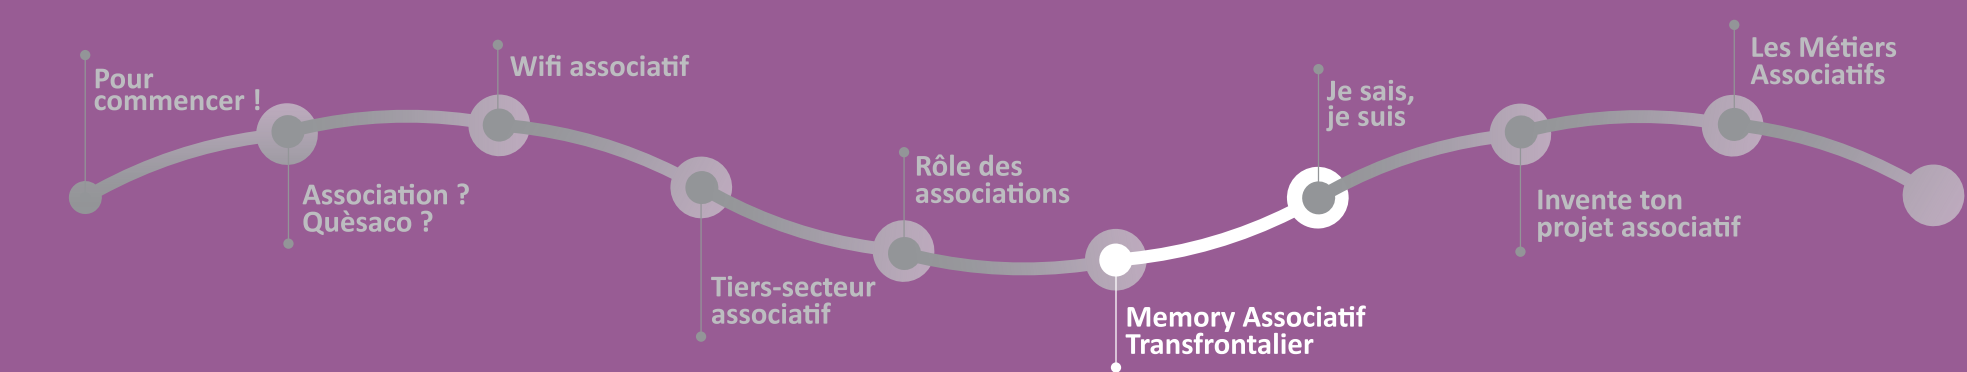 Pour
commencer !
Association ?
Quèsaco ?
Wifi associatif
Tiers-secteur
associatif
Rôle des
associations
Memory Associatif
Transfrontalier
Je sais,
je suis
Invente ton
projet associatif
Les Métiers
Associatifs